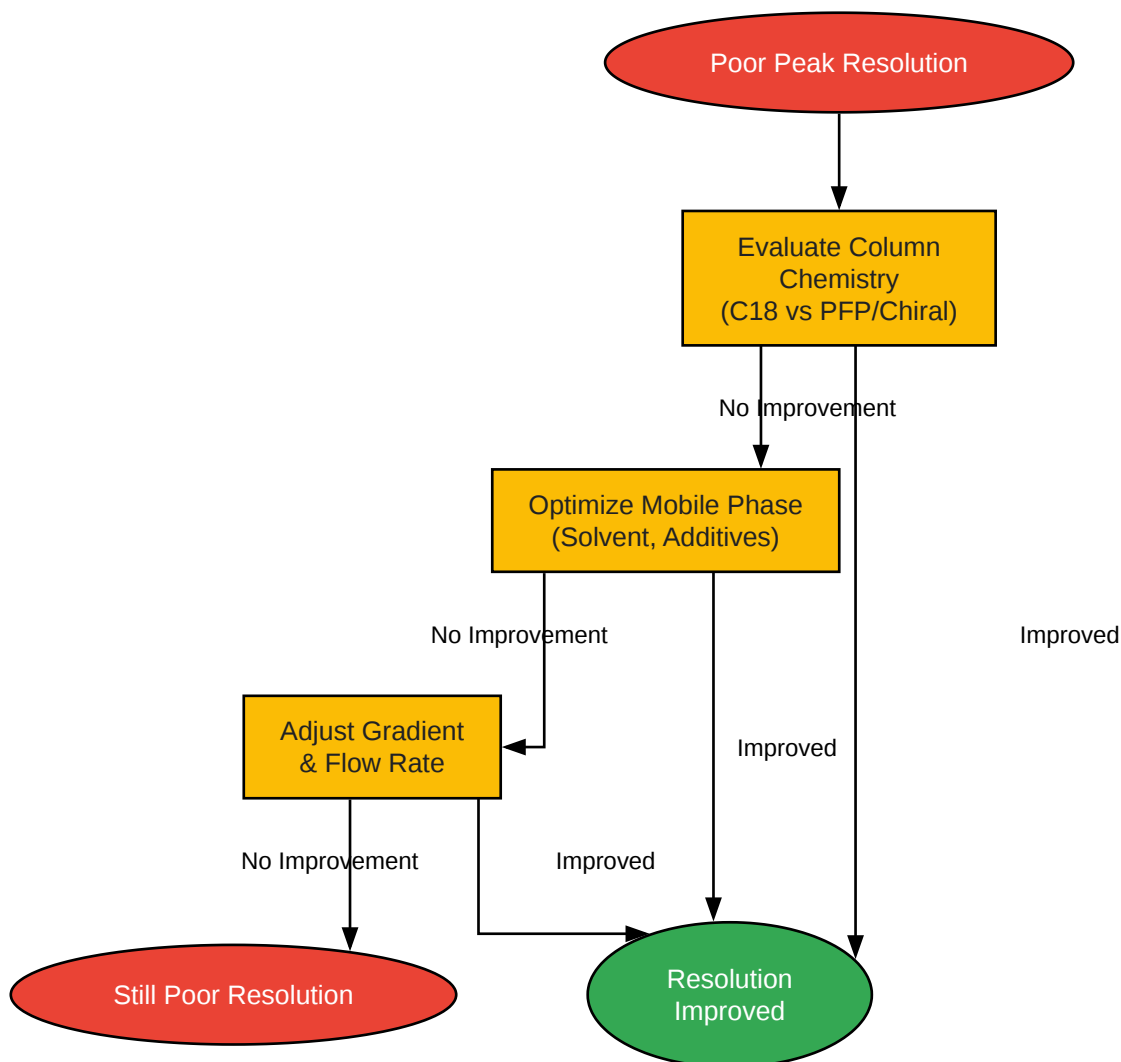 Poor Peak Resolution
Evaluate Column
Chemistry
(C18 vs PFP/Chiral)
No Improvement
Optimize Mobile Phase
(Solvent, Additives)
No Improvement
Improved
Adjust Gradient
& Flow Rate
Improved
No Improvement
Improved
Still Poor Resolution
Resolution
Improved